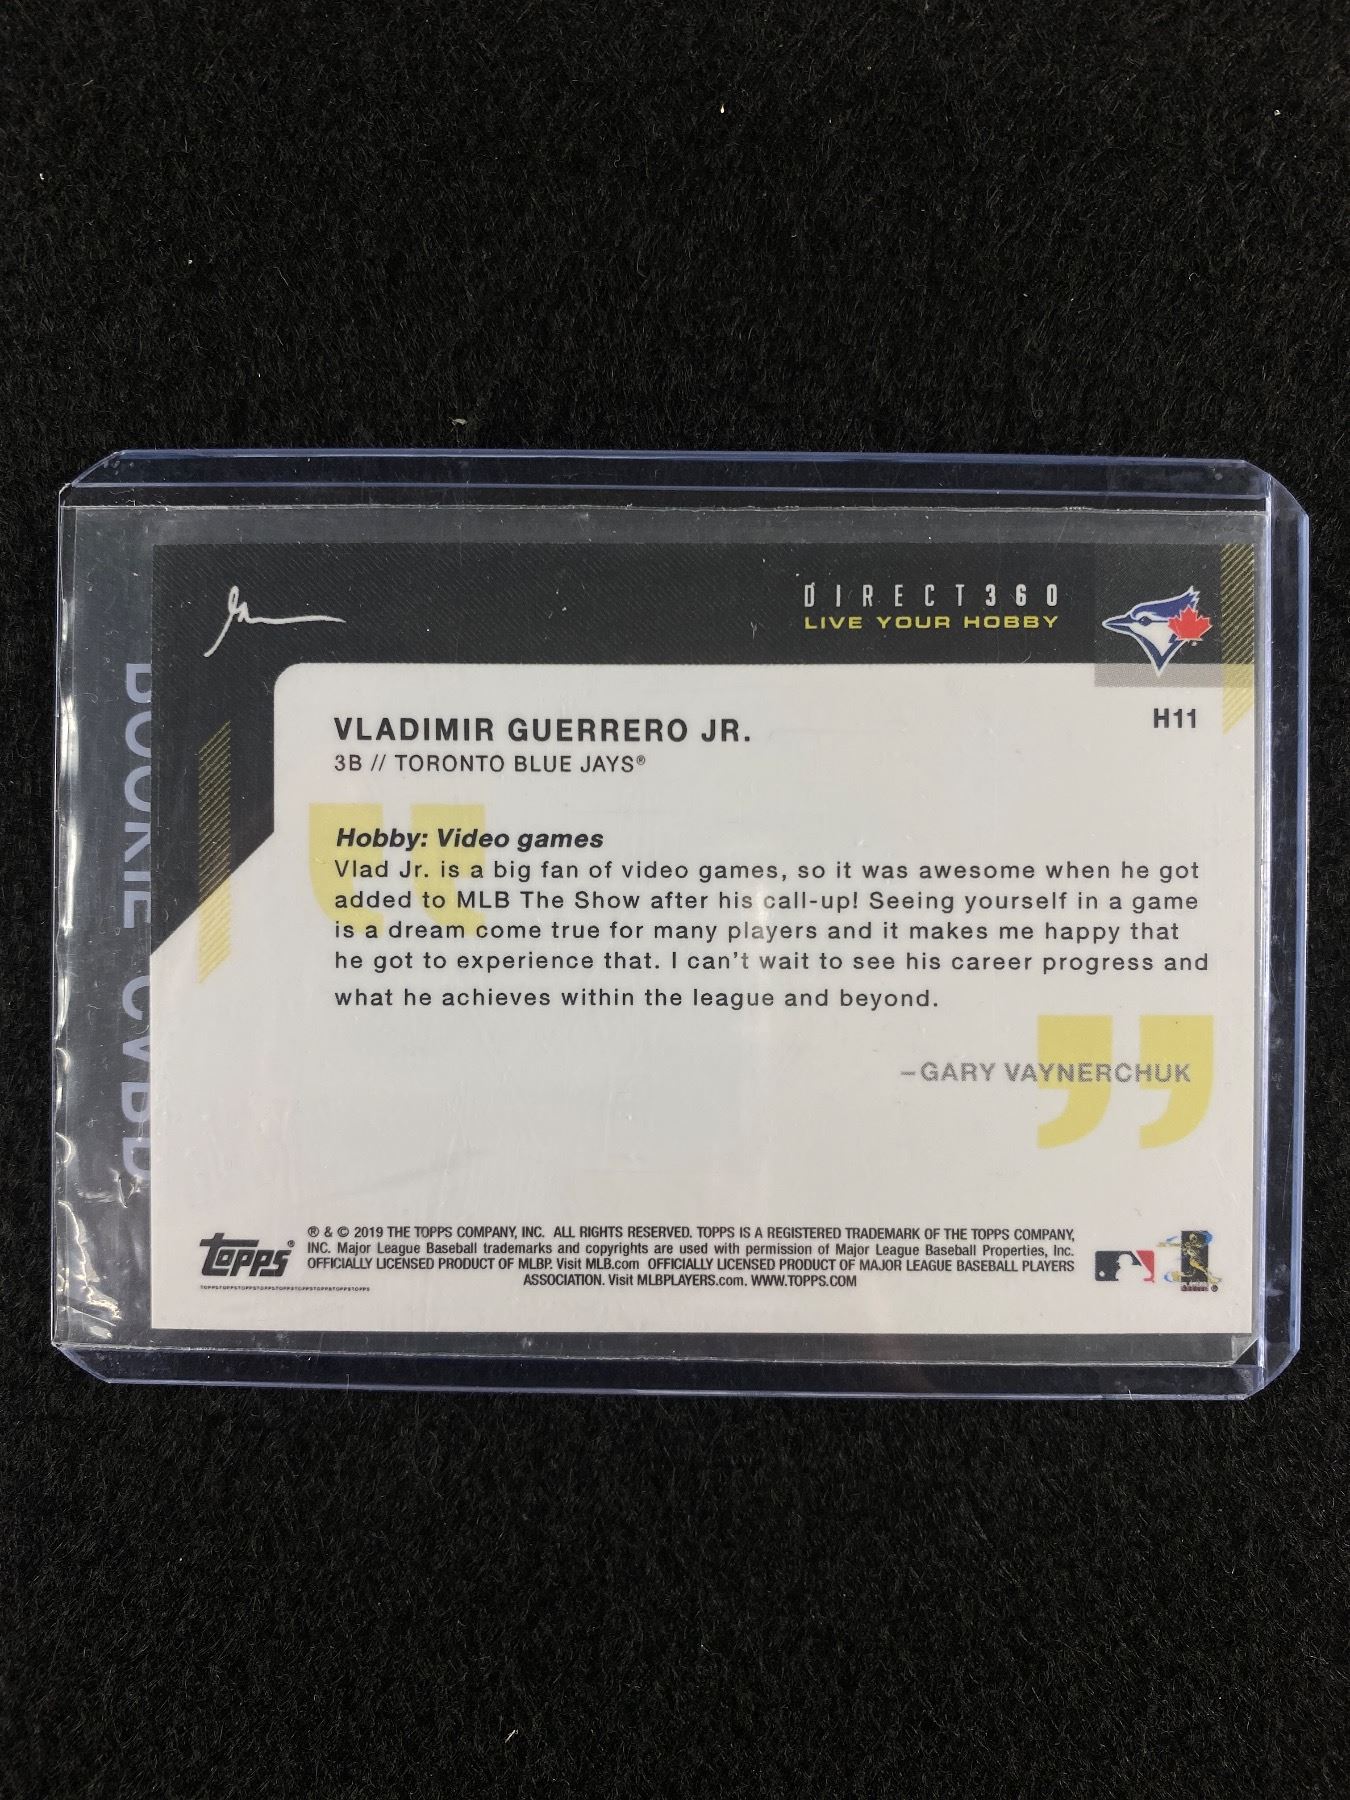 DIRECT360
LIVE YOUR HOBBY
H11
VLADIMIR GUERRERO JR.
3B // TORONTO BLUE JAYS®
Hobby: Video games
Vlad Jr. is a big fan of video games, so it was awesome when he got
added to MLB The Show after his call-up! Seeing yourself in a game
is a dream come true for many players and it makes me happy that
he got to experience that. I can't wait to see his career progress and
what he achieves within the league and beyond.
–GARY VAYNERCHUK
Topps®
TOPPSTOPPSTOPPSTOPPSTOPPSTOPPSTOPPSTOPPSTOPPS
® & © 2019 THE TOPPS COMPANY, INC. ALL RIGHTS RESERVED. TOPPS IS A REGISTERED TRADEMARK OF THE TOPPS COMPANY,
INC. Major League Baseball trademarks and copyrights are used with permission of Major League Baseball Properties, Inc.
OFFICIALLY LICENSED PRODUCT OF MLBP. Visit MLB.com OFFICIALLY LICENSED PRODUCT OF MAJOR LEAGUE BASEBALL PLAYERS
ASSOCIATION. Visit MLBPLAYERS.com. WWW.TOPPS.COM